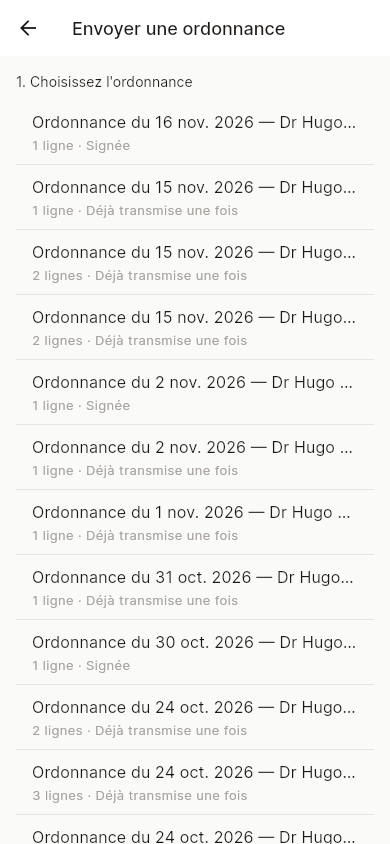 Envoyer une ordonnance
1. Choisissez l'ordonnance
Ordonnance du 16 nov. 2026 — Dr Hugo...
1 ligne · Signée
Ordonnance du 15 nov. 2026 — Dr Hugo...
1 ligne · Déjà transmise une fois
Ordonnance du 15 nov. 2026 — Dr Hugo...
2 lignes · Déjà transmise une fois
Ordonnance du 15 nov. 2026 — Dr Hugo...
2 lignes · Déjà transmise une fois
Ordonnance du 2 nov. 2026 — Dr Hugo ...
1 ligne · Signée
Ordonnance du 2 nov. 2026 — Dr Hugo ...
1 ligne · Déjà transmise une fois
Ordonnance du 1 nov. 2026 — Dr Hugo ...
1 ligne · Déjà transmise une fois
Ordonnance du 31 oct. 2026 — Dr Hugo...
1 ligne · Déjà transmise une fois
Ordonnance du 30 oct. 2026 — Dr Hugo...
1 ligne · Signée
Ordonnance du 24 oct. 2026 — Dr Hugo...
2 lignes · Déjà transmise une fois
Ordonnance du 24 oct. 2026 — Dr Hugo...
3 lignes · Déjà transmise une fois
Ordonnance du 24 oct. 2026 — Dr Hugo...